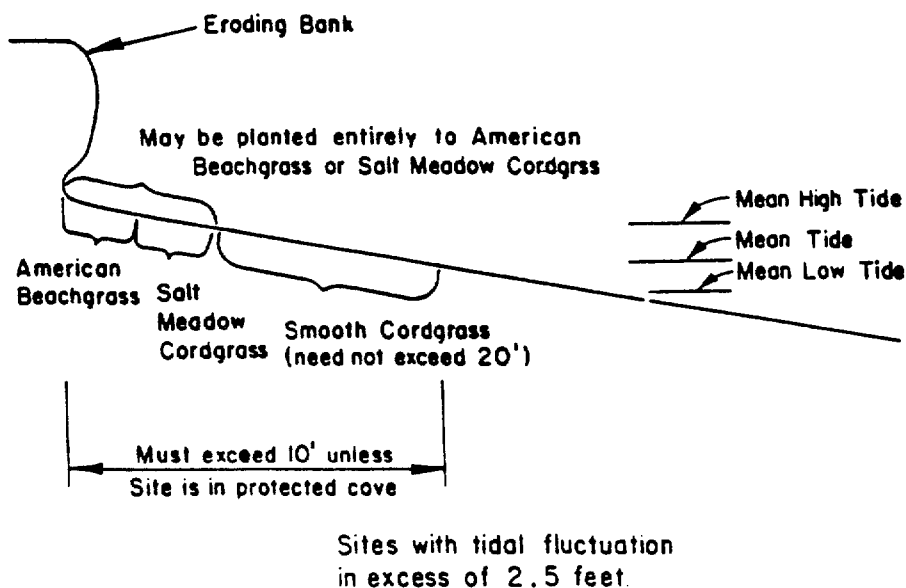 Eroding Bank
May be planted entirely to American
Beachgrass or Salt Meadow Cordgrss
Mean High Tide
Mean Tide
Mean Low Tide
American
Beachgrass
Salt
Meadow
Cordgrass
Smooth Cordgrass
(need not exceed 20')
Must exceed 10' unless
Site is in protected cove
Sites with tidal fluctuation
in excess of 2.5 feet.